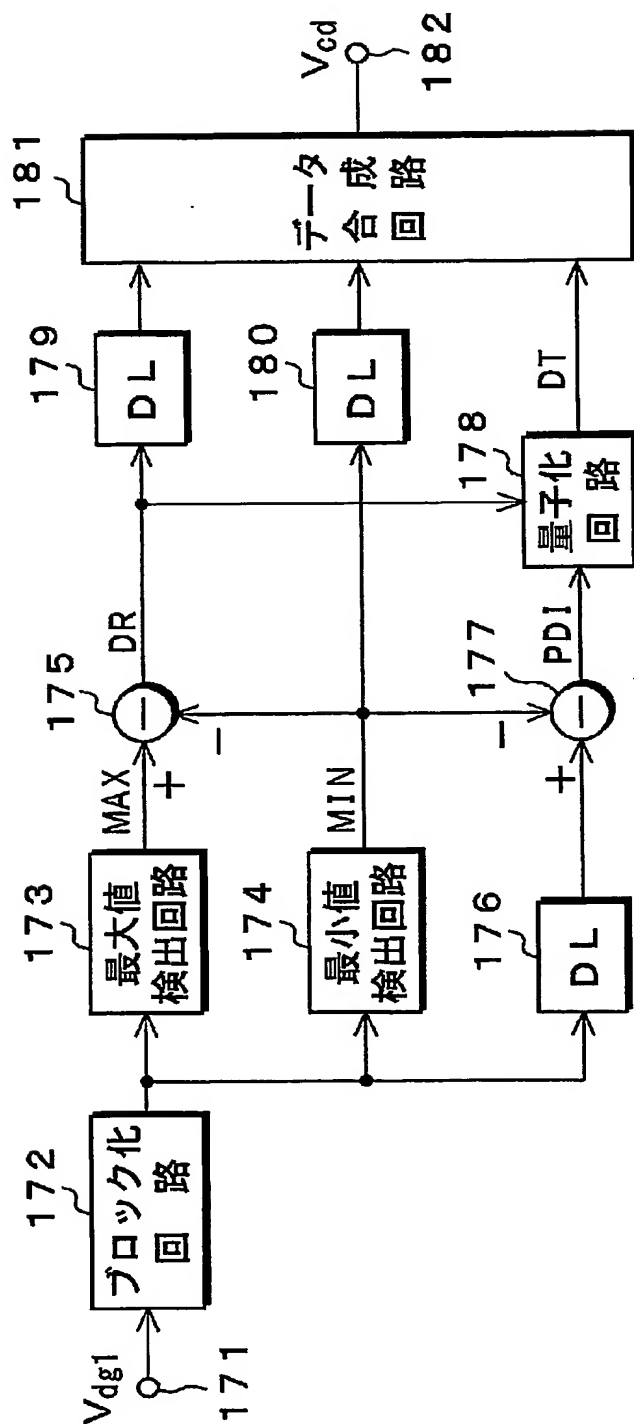 Vdg1
171
172
ブロック化
回路
173
最大値
検出回路
MAX
+
175
−
−
DR
179
DL
174
最小値
検出回路
MIN
180
DL
176
DL
+
−
177
−
PDI
178
量子化
回路
DT
181
データ
合成
回路
Vcd
182